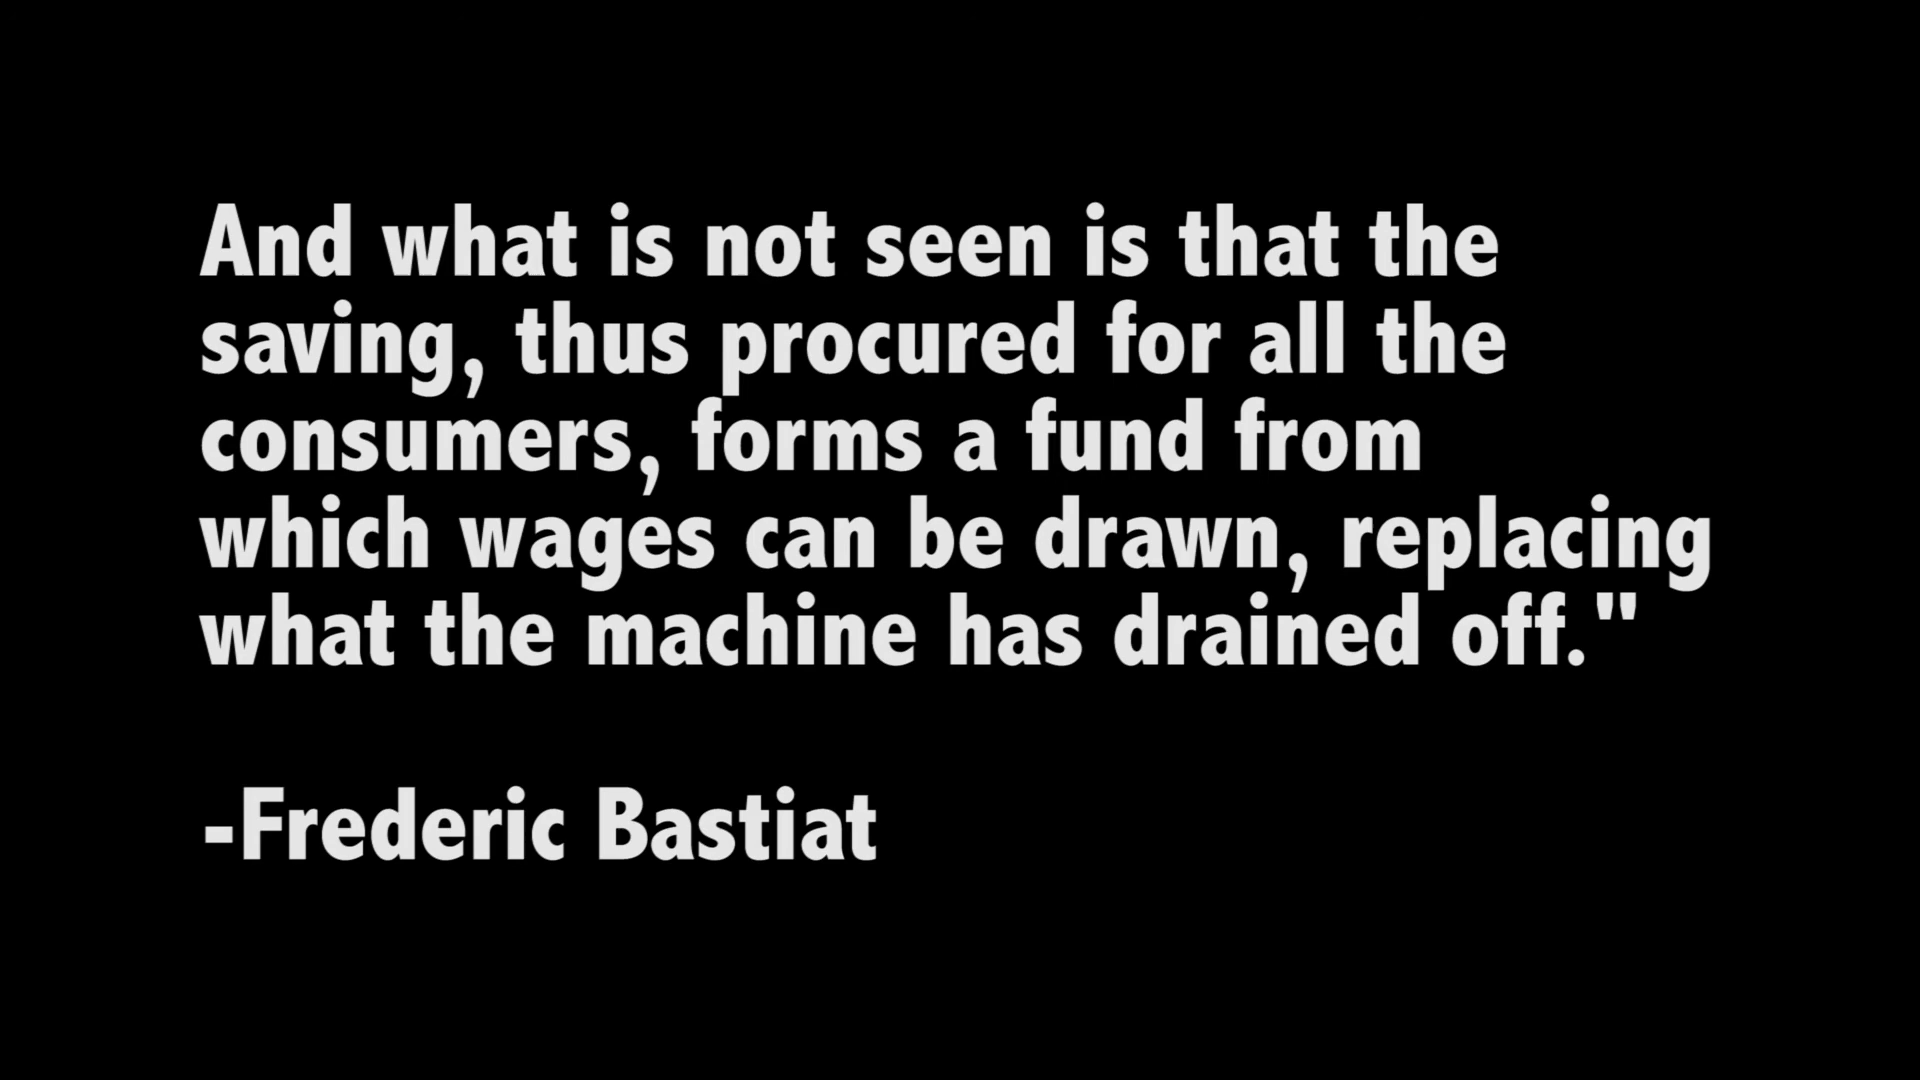 And what is not seen is that the
saving, thus procured for all the
consumers, forms a fund from
which wages can be drawn, replacing
what the machine has drained off."
-Frederic Bastiat